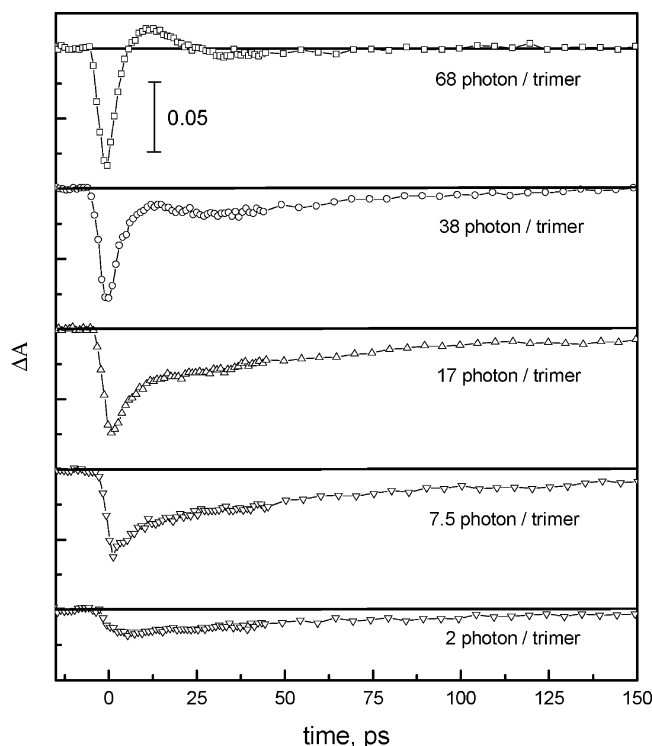 68 photon / trimer
0.05
38 photon / trimer
17 photon / trimer
7.5 photon / trimer
2 photon / trimer
ΔA
0 25 50 75 100 125 150
time, ps